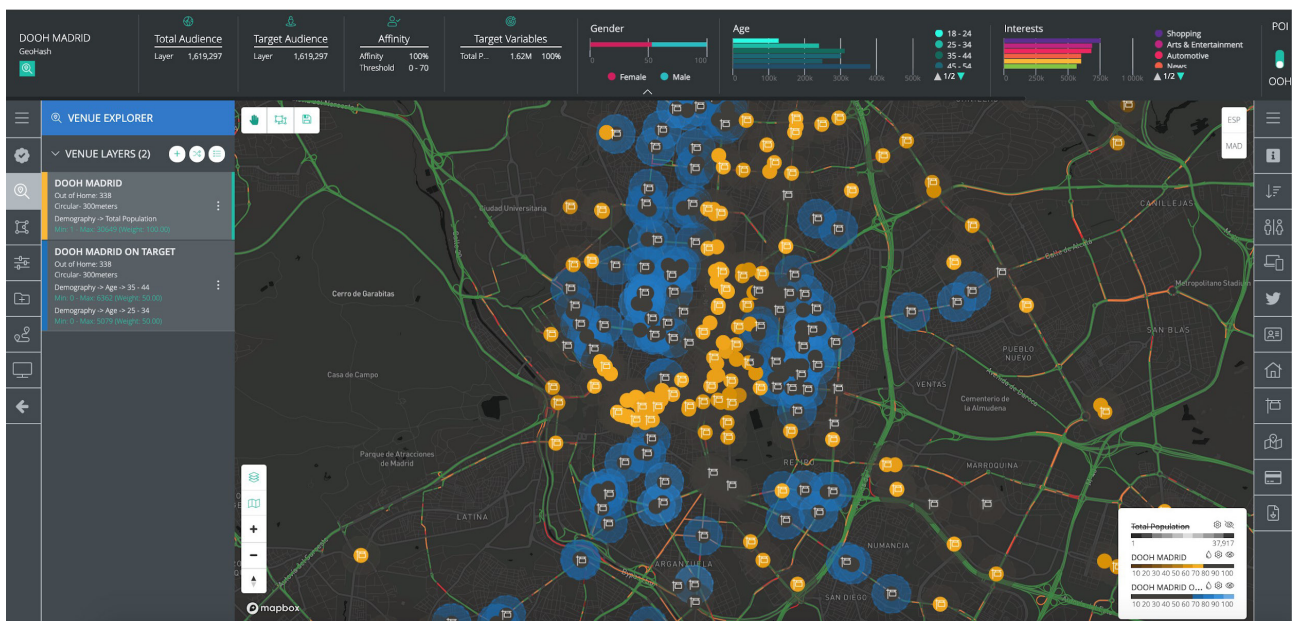 DOOH MADRID
GeoHash
Total Audience
Layer 1,619,297
Target Audience
Layer 1,619,297
Affinity
Affinity 100%
Threshold 0 - 70
Target Variables
Total P... 1.62M 100%
Gender
0 50 100
Female Male
Age
0 100k 200k 300k 400k 500k
18 - 24
25 - 34
35 - 44
45 - 54
1/2
Interests
0 250k 500k 750k 1 000k
Shopping
Arts & Entertainment
Automotive
News
1/2
POI
OOH
VENUE EXPLORER
VENUE LAYERS (2)
DOOH MADRID
Out of Home: 338
Circular- 300meters
Demography -> Total Population
Min: 1 - Max: 30649 (Weight: 100.00)
DOOH MADRID ON TARGET
Out of Home: 338
Circular- 300meters
Demography -> Age -> 35 - 44
Min: 0 - Max: 6362 (Weight: 50.00)
Demography -> Age -> 25 - 34
Min: 0 - Max: 5079 (Weight: 50.00)
ESP
MAD
Ciudad Universitaria
CANILLEJAS
Calle de Alcalá
Metropolitano Stadium
Cerro de Garabitas
SAN BLAS
PUEBLO
NUEVO
Casa de Campo
VENTAS
Avenida de Daroca
Cementerio de
la Almudena
Parque de Atracciones
de Madrid
RETIRO
MARROQUINA
LATINA
NUMANCIA
ARGANZUELA
SAN DIEGO
+
−
mapbox
Total Population
1 37,917
DOOH MADRID
10 20 30 40 50 60 70 80 90 100
DOOH MADRID O...
10 20 30 40 50 60 70 80 90 100